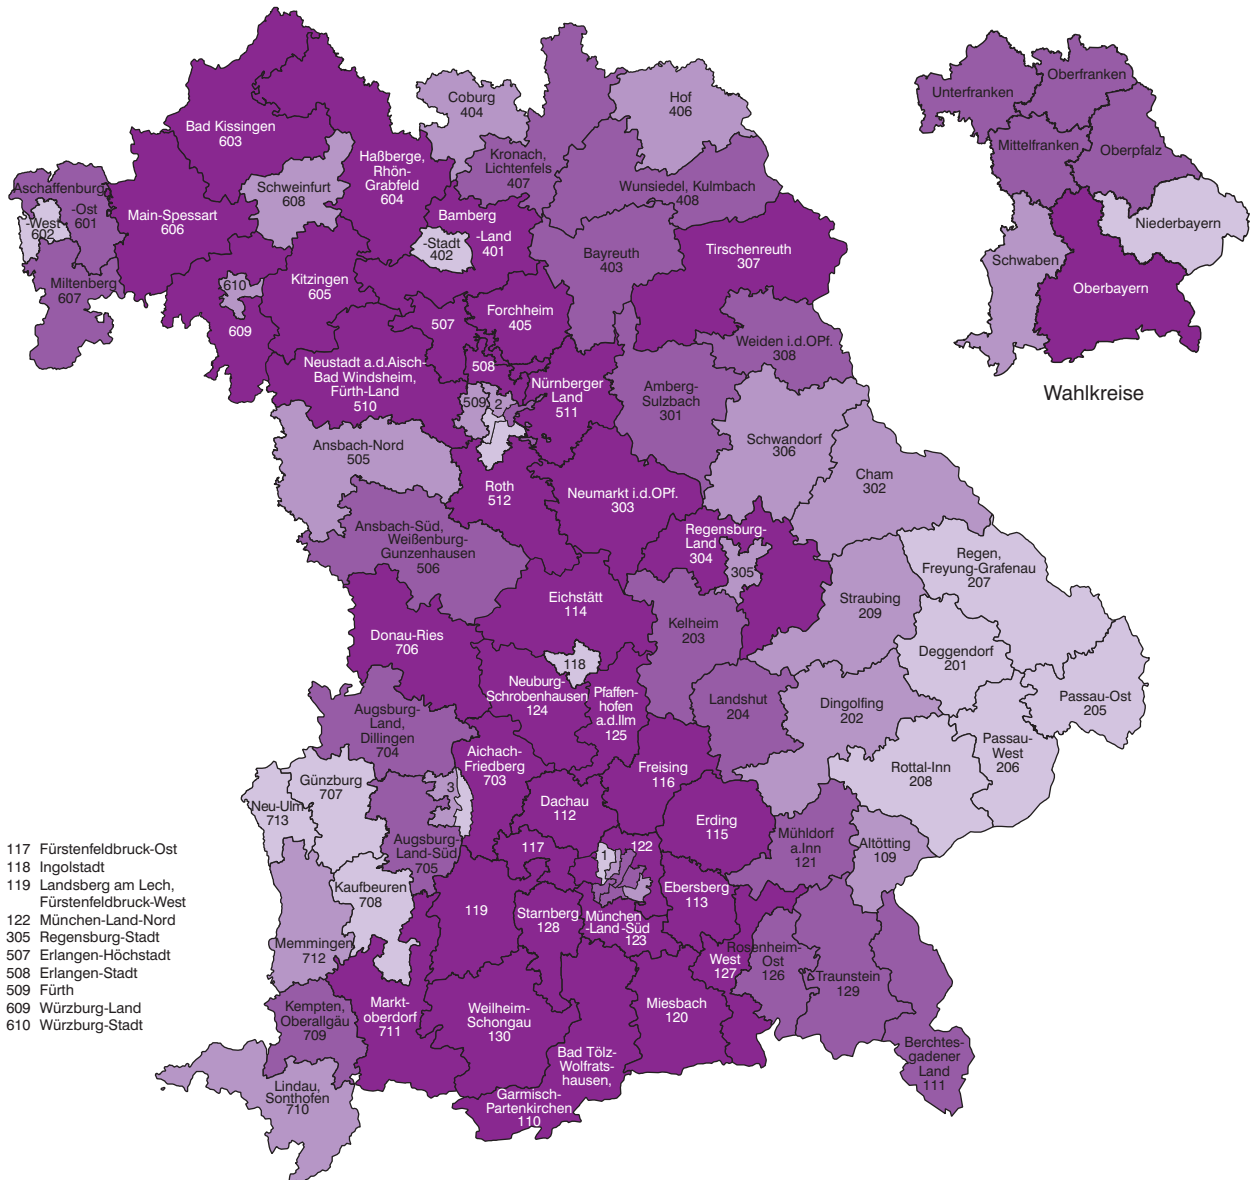 Bad Kissingen
603
Coburg
404
Hof
406
Haßberge,
Rhön-
Grabfeld
604
Kronach,
Lichtenfels
407
Wunsiedel, Kulmbach
408
Schweinfurt
608
Aschaffenburg
-Ost
601
-West
602
Main-Spessart
606
Bamberg
-Land
401
-Stadt
402
Bayreuth
403
Tirschenreuth
307
Miltenberg
607
610
609
Kitzingen
605
Forchheim
405
507
508
Weiden i.d.OPf.
308
Neustadt a.d.Aisch-
Bad Windsheim,
Fürth-Land
510
509
2
Nürnberger
Land
511
Amberg-
Sulzbach
301
Schwandorf
306
Cham
302
Ansbach-Nord
505
Roth
512
Neumarkt i.d.OPf.
303
Ansbach-Süd,
Weißenburg-
Gunzenhausen
506
Regensburg-
Land
304
305
Regen,
Freyung-Grafenau
207
Eichstätt
114
Straubing
209
Kelheim
203
Donau-Ries
706
118
Deggendorf
201
Neuburg-
Schrobenhausen
124
Pfaffen-
hofen
a.d.Ilm
125
Landshut
204
Dingolfing
202
Passau-Ost
205
Passau-
West
206
Augsburg-
Land,
Dillingen
704
Aichach-
Friedberg
703
Freising
116
Rottal-Inn
208
Günzburg
707
Neu-Ulm
713
3
Dachau
112
Erding
115
Mühldorf
a.Inn
121
Altötting
109
Augsburg-
Land-Süd
705
117
1
122
Kaufbeuren
708
119
Starnberg
128
München
-Land-Süd
123
Ebersberg
113
Memmingen
712
West
127
Rosenheim-
Ost
126
Traunstein
129
Kempten,
Oberallgäu
709
Markt-
oberdorf
711
Weilheim-
Schongau
130
Miesbach
120
Bad Tölz-
Wolfrats-
hausen,
Garmisch-
Partenkirchen
110
Berchtes-
gadener
Land
111
Lindau,
Sonthofen
710
Unterfranken
Oberfranken
Mittelfranken
Oberpfalz
Niederbayern
Schwaben
Oberbayern
Wahlkreise
117 Fürstenfeldbruck-Ost
118 Ingolstadt
119 Landsberg am Lech,
Fürstenfeldbruck-West
122 München-Land-Nord
305 Regensburg-Stadt
507 Erlangen-Höchstadt
508 Erlangen-Stadt
509 Fürth
609 Würzburg-Land
610 Würzburg-Stadt